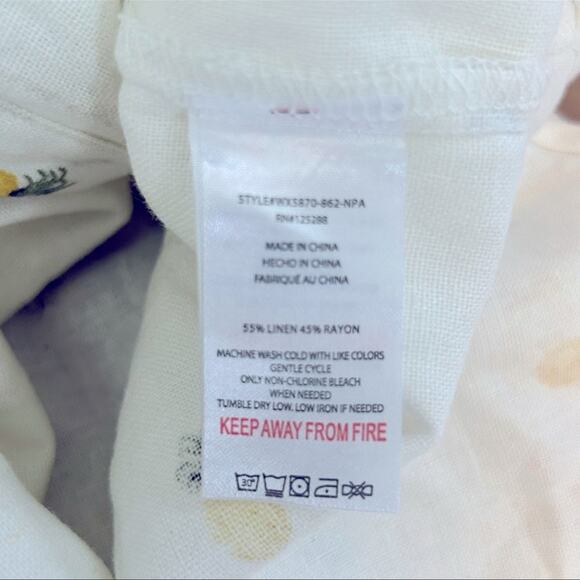 STYLE#WX5870-862-NPA
RN#125288
MADE IN CHINA
HECHO IN CHINA
FABRIQUÉ AU CHINA
55% LINEN 45% RAYON
MACHINE WASH COLD WITH LIKE COLORS
GENTLE CYCLE
ONLY NON-CHLORINE BLEACH
WHEN NEEDED
TUMBLE DRY LOW, LOW IRON IF NEEDED
KEEP AWAY FROM FIRE
30°